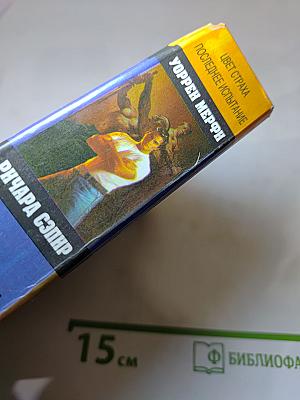 ЦВЕТ СТРАХА
ПОСЛЕДНЕЕ ИСПЫТАНИЕ
УОРРЕН МЕРФИ
РИЧАРД СЭПИР
15 см
Ф БИБЛИОФА